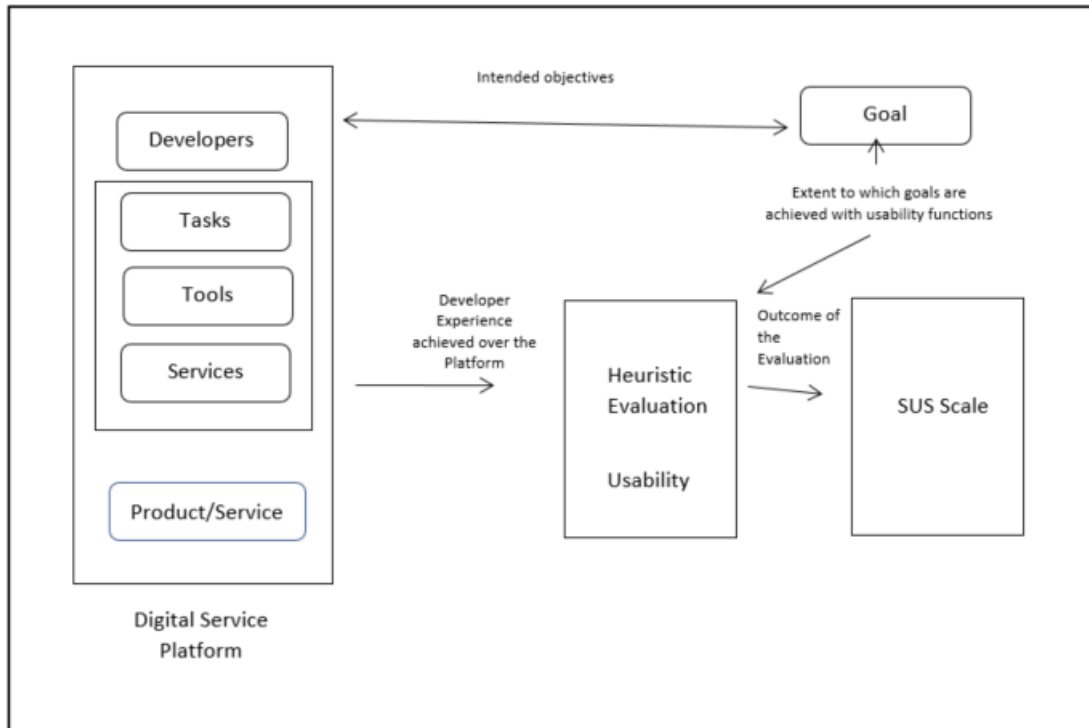 Intended objectives
Goal
Developers
Tasks
Tools
Services
Product/Service
Digital Service
Platform
Extent to which goals are
achieved with usability functions
Developer
Experience
achieved over the
Platform
Heuristic
Evaluation
Usability
Outcome of
the
Evaluation
SUS Scale